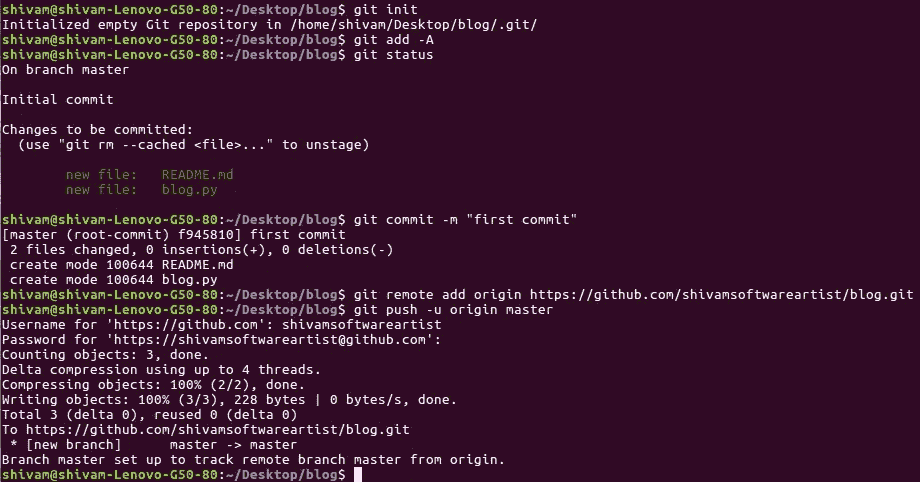 shivam@shivam-Lenovo-G50-80:~/Desktop/blog$ git init
Initialized empty Git repository in /home/shivam/Desktop/blog/.git/
shivam@shivam-Lenovo-G50-80:~/Desktop/blog$ git add -A
shivam@shivam-Lenovo-G50-80:~/Desktop/blog$ git status
On branch master

Initial commit

Changes to be committed:
  (use "git rm --cached <file>..." to unstage)

        new file:   README.md
        new file:   blog.py

shivam@shivam-Lenovo-G50-80:~/Desktop/blog$ git commit -m "first commit"
[master (root-commit) f945810] first commit
 2 files changed, 0 insertions(+), 0 deletions(-)
 create mode 100644 README.md
 create mode 100644 blog.py
shivam@shivam-Lenovo-G50-80:~/Desktop/blog$ git remote add origin https://github.com/shivamsoftwareartist/blog.git
shivam@shivam-Lenovo-G50-80:~/Desktop/blog$ git push -u origin master
Username for 'https://github.com': shivamsoftwareartist
Password for 'https://shivamsoftwareartist@github.com':
Counting objects: 3, done.
Delta compression using up to 4 threads.
Compressing objects: 100% (2/2), done.
Writing objects: 100% (3/3), 228 bytes | 0 bytes/s, done.
Total 3 (delta 0), reused 0 (delta 0)
To https://github.com/shivamsoftwareartist/blog.git
 * [new branch]      master -> master
Branch master set up to track remote branch master from origin.
shivam@shivam-Lenovo-G50-80:~/Desktop/blog$